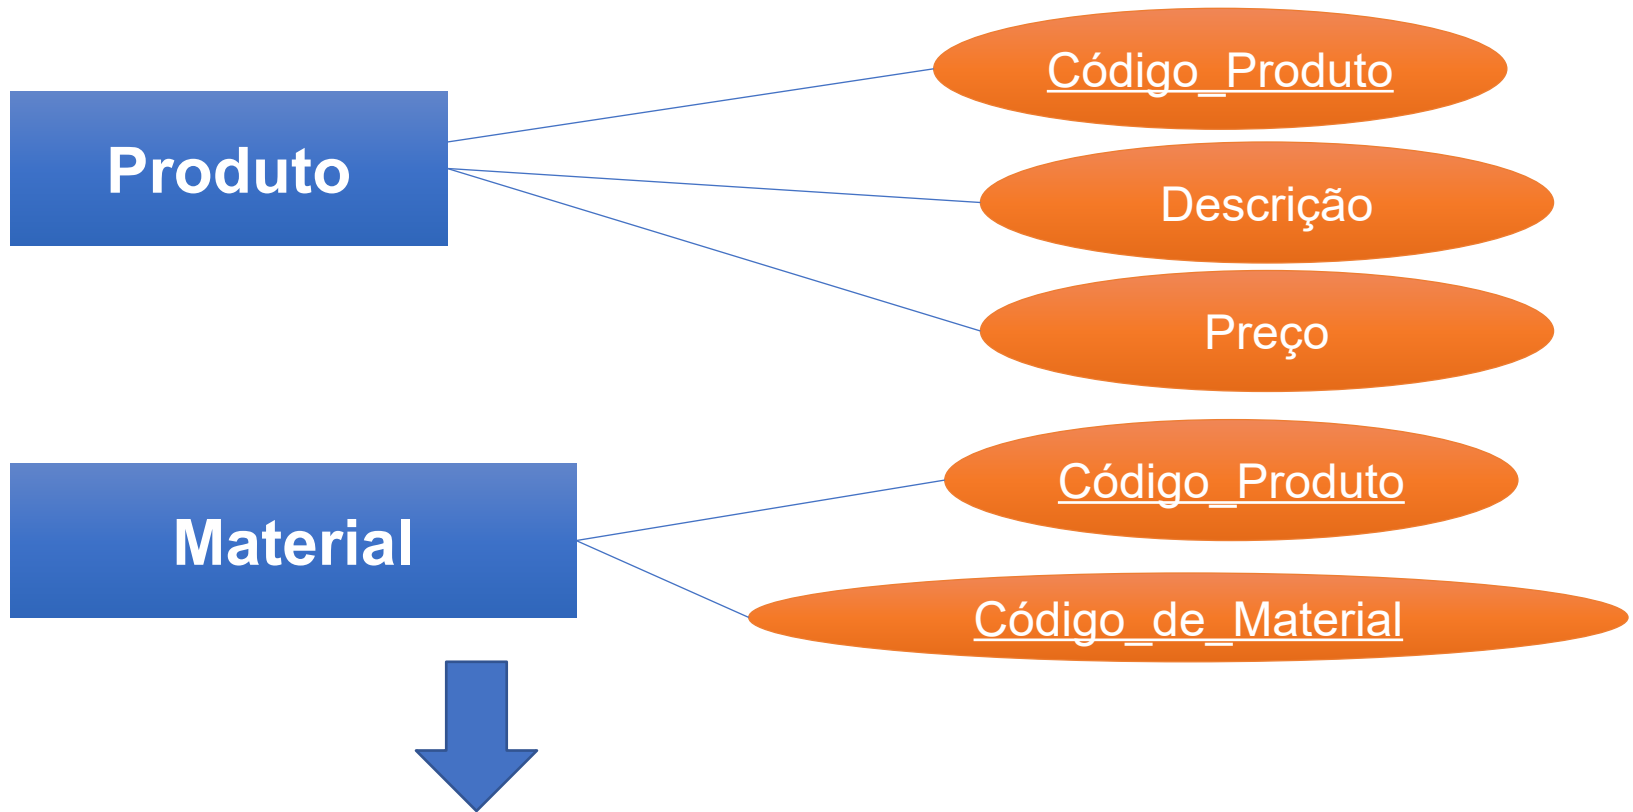 Código_Produto
Produto
Descrição
Preço
Código_Produto
Material
Código_de_Material